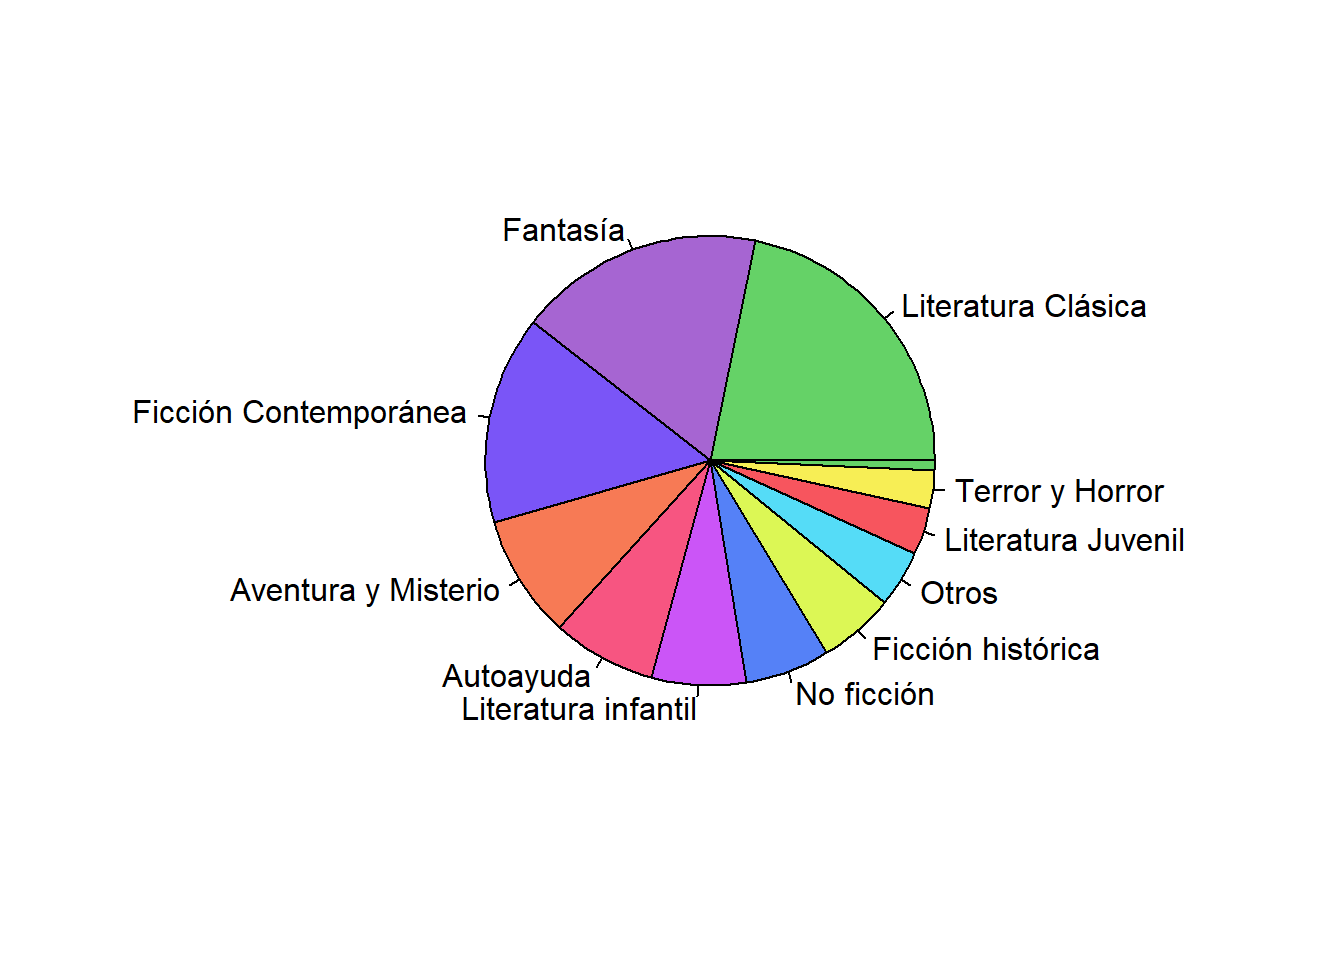 Fantasía
Literatura Clásica
Ficción Contemporánea
Terror y Horror
Literatura Juvenil
Aventura y Misterio
Otros
Ficción histórica
Autoayuda
No ficción
Literatura infantil